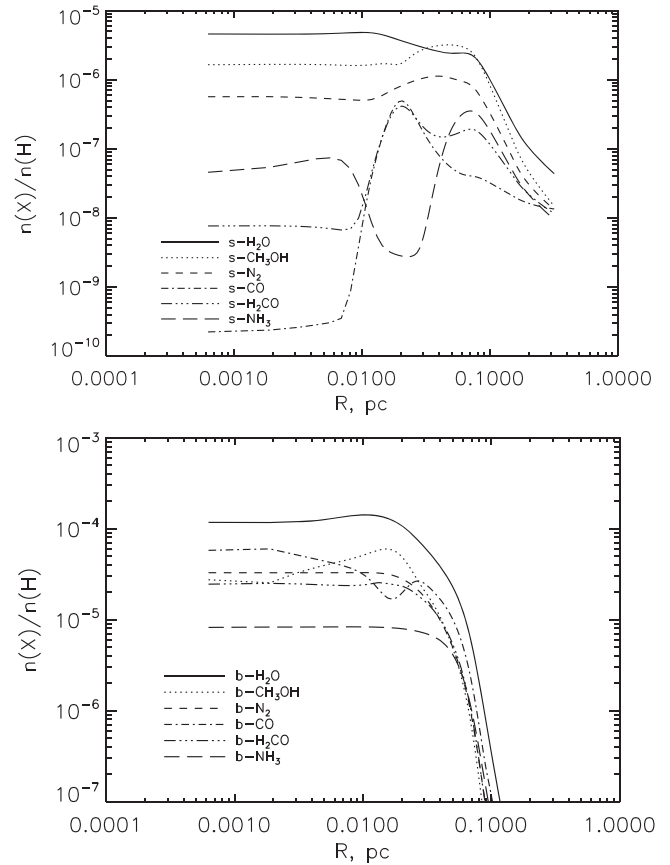 10⁻⁵
10⁻⁶
10⁻⁷
10⁻⁸
10⁻⁹
10⁻¹⁰
n(X)/n(H)
s-H₂O
s-CH₃OH
s-N₂
s-CO
s-H₂CO
s-NH₃
0.0001 0.0010 0.0100 0.1000 1.0000
R, pc
10⁻³
10⁻⁴
10⁻⁵
10⁻⁶
10⁻⁷
n(X)/n(H)
b-H₂O
b-CH₃OH
b-N₂
b-CO
b-H₂CO
b-NH₃
0.0001 0.0010 0.0100 0.1000 1.0000
R, pc